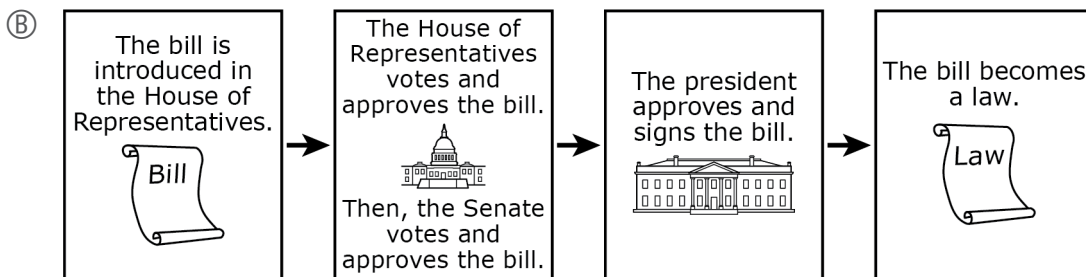 Ⓑ
The bill is
introduced in
the House of
Representatives.
Bill
The House of
Representatives
votes and
approves the bill.
Then, the Senate
votes and
approves the bill.
The president
approves and
signs the bill.
The bill becomes
a law.
Law